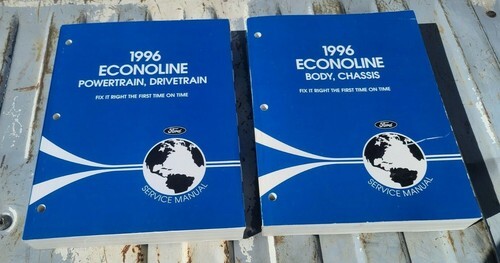 1996
ECONOLINE
POWERTRAIN, DRIVETRAIN
FIX IT RIGHT THE FIRST TIME ON TIME
Ford
SERVICE MANUAL
1996
ECONOLINE
BODY, CHASSIS
FIX IT RIGHT THE FIRST TIME ON TIME
Ford
SERVICE MANUAL